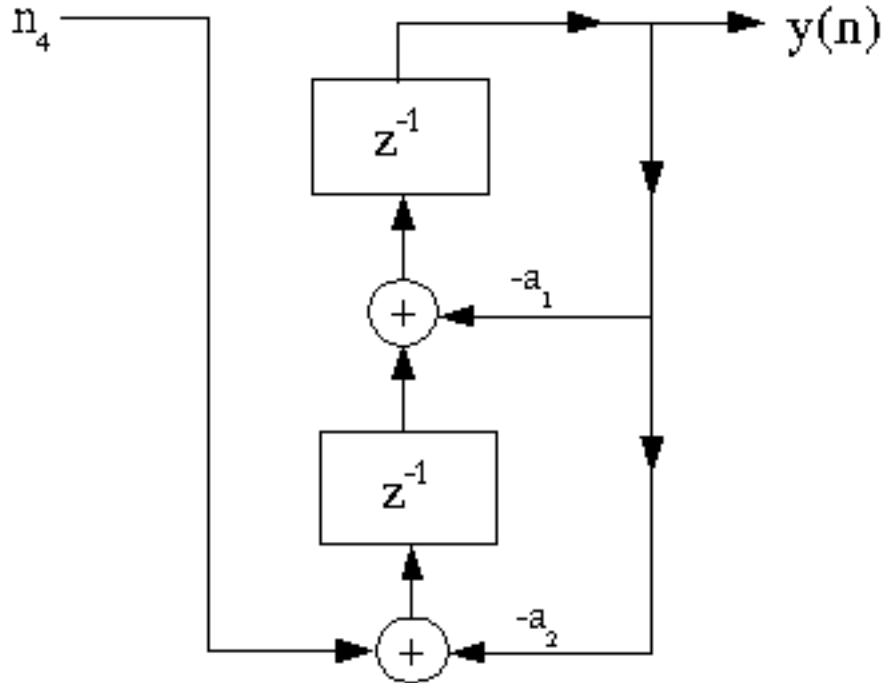 n₄
y(n)
z⁻¹
+
-a₁
z⁻¹
+
-a₂